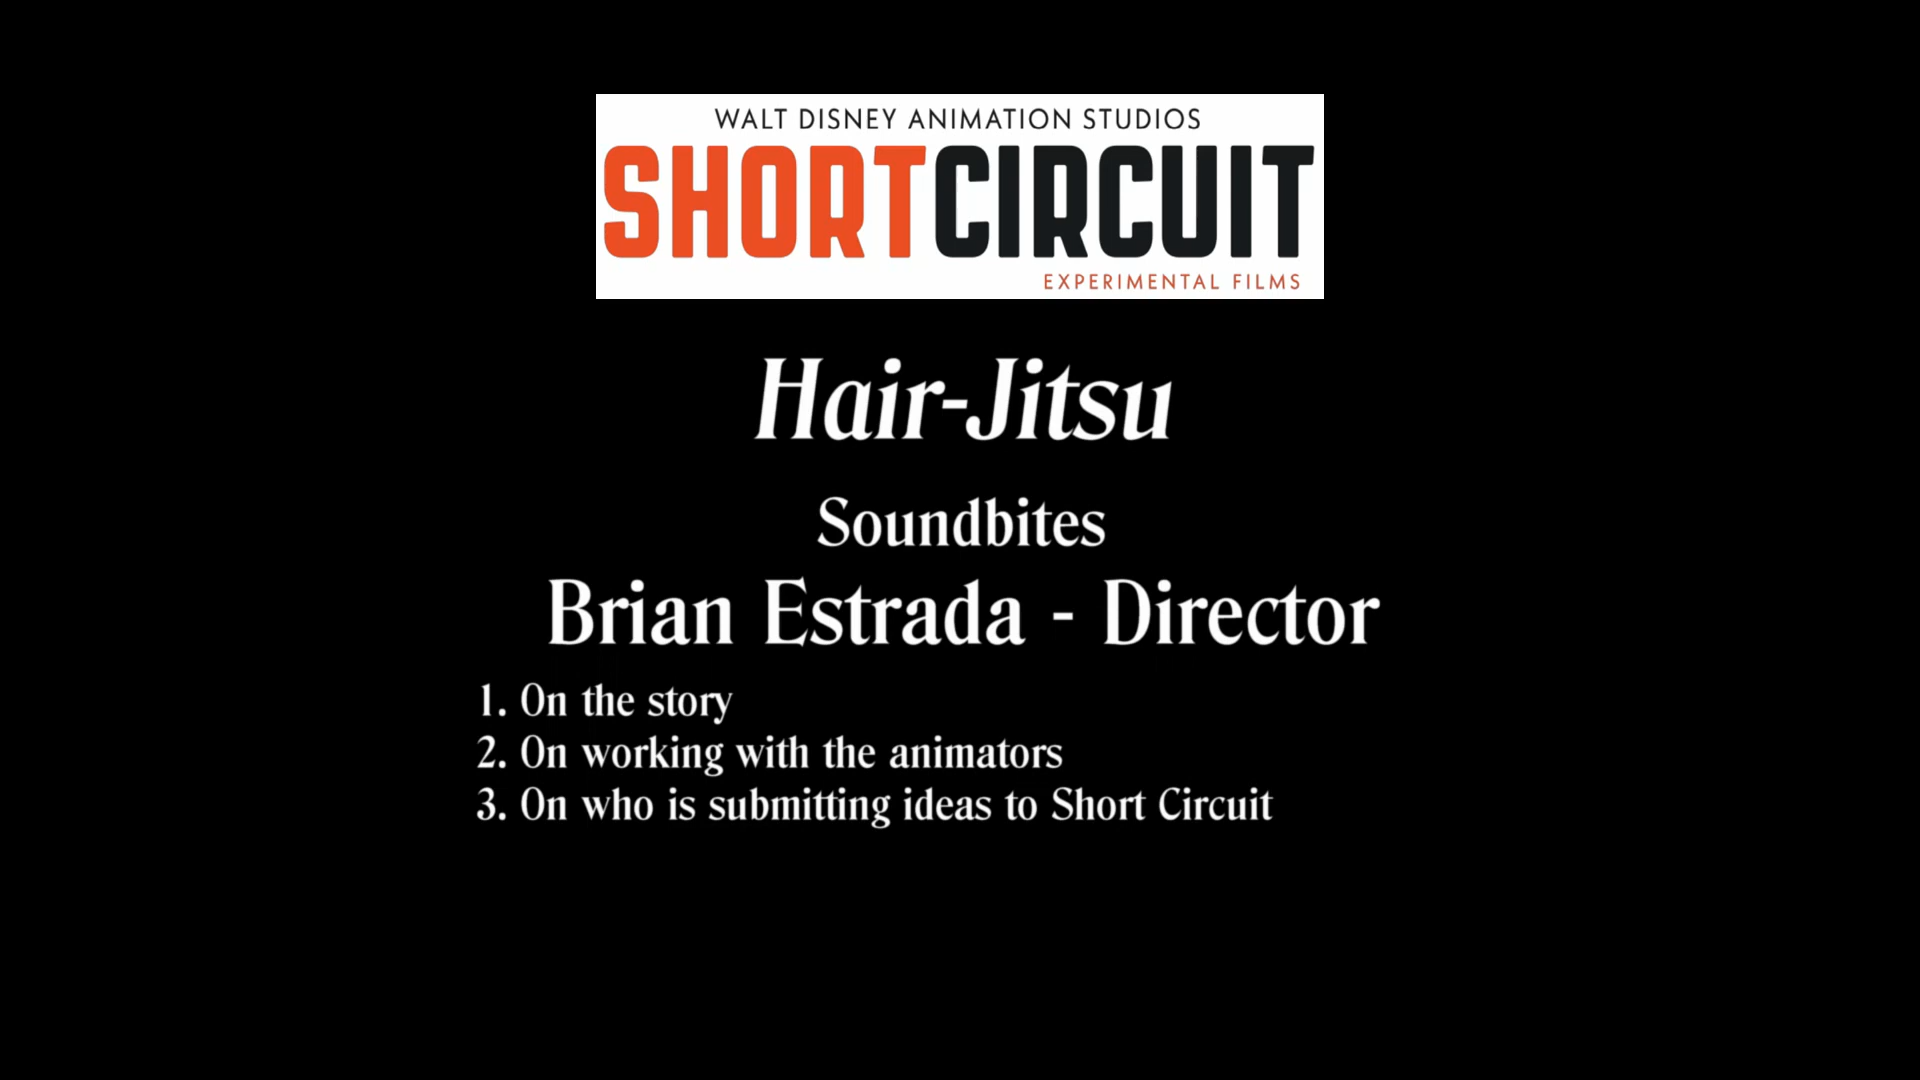 WALT DISNEY ANIMATION STUDIOS
SHORTCIRCUIT
EXPERIMENTAL FILMS
Hair-Jitsu
Soundbites
Brian Estrada - Director
1. On the story
2. On working with the animators
3. On who is submitting ideas to Short Circuit